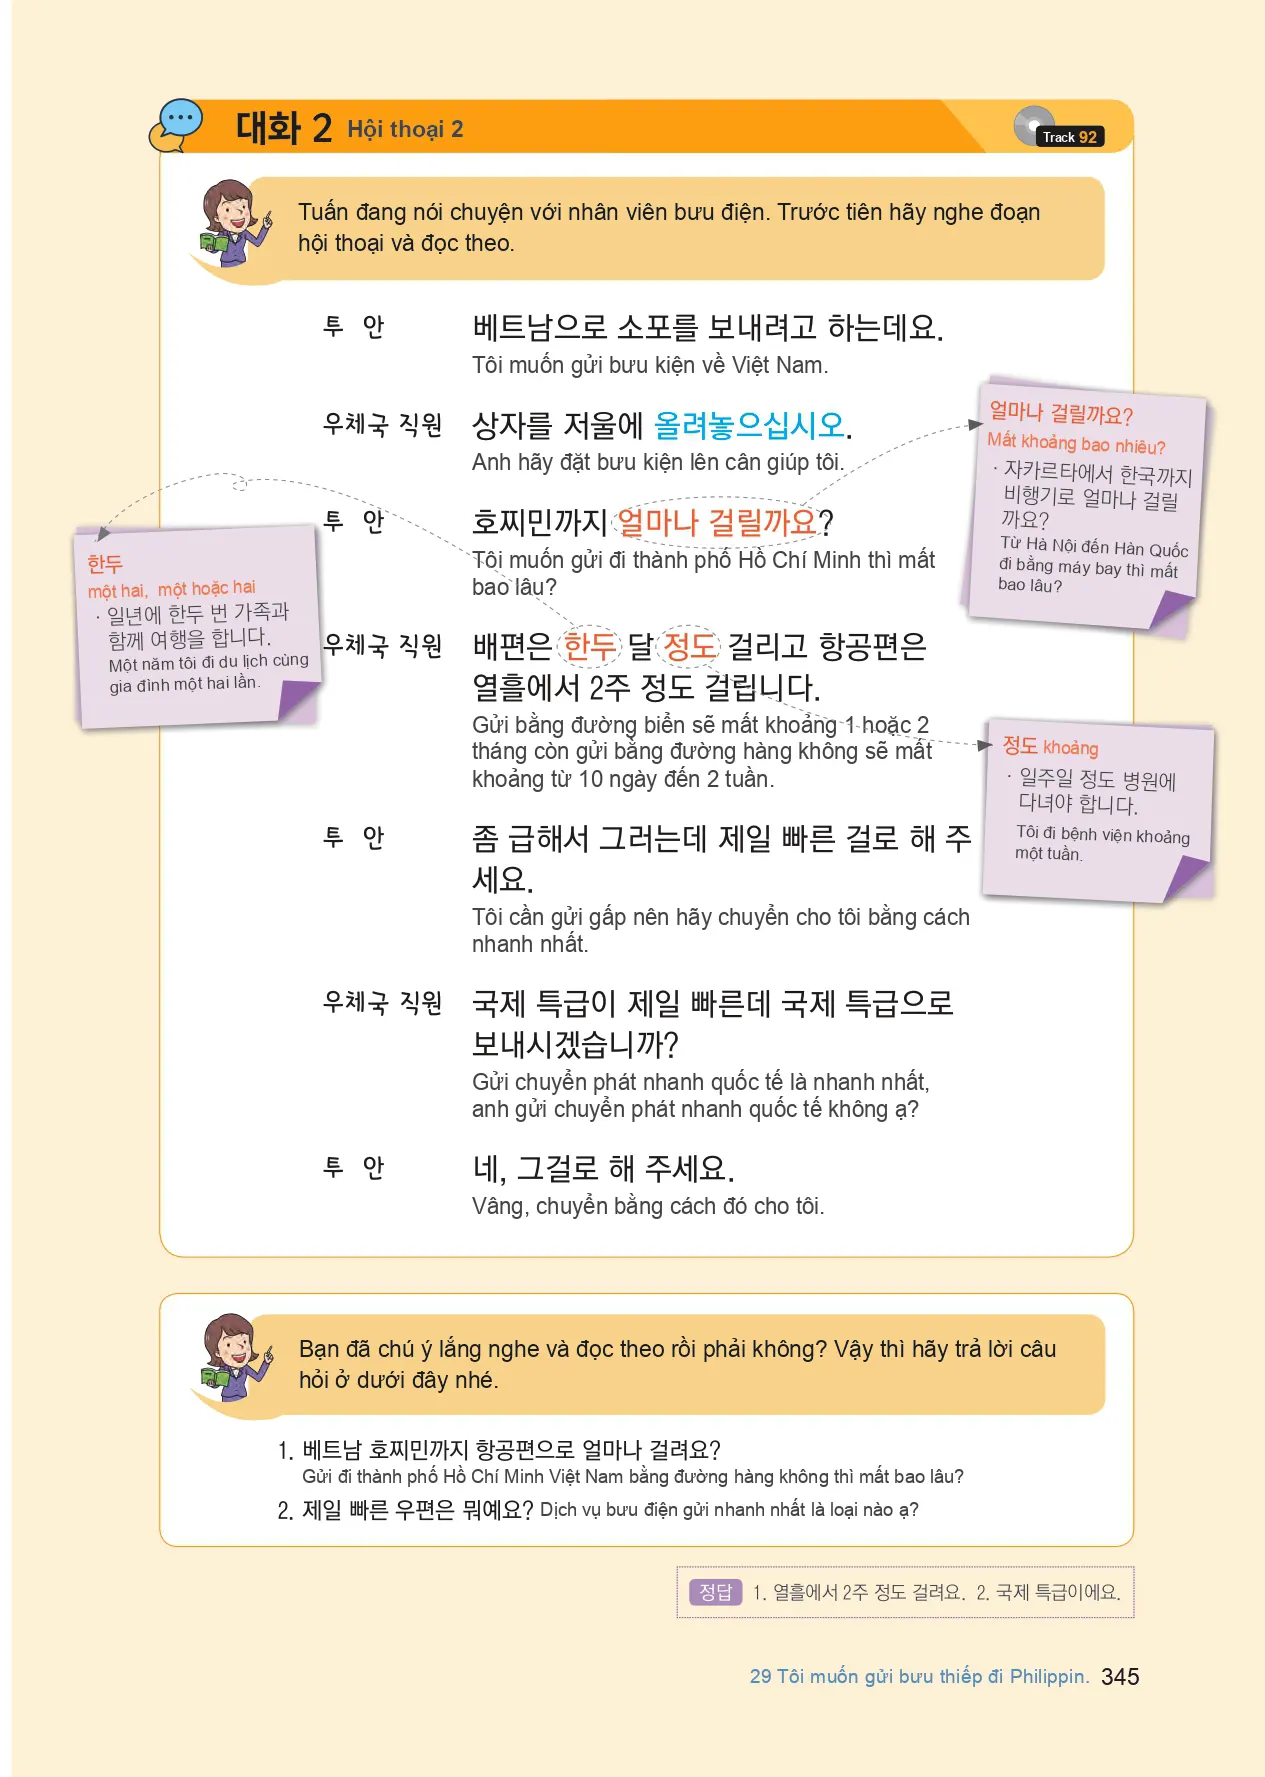 대화 2 Hội thoại 2
Track 92
Tuấn đang nói chuyện với nhân viên bưu điện. Trước tiên hãy nghe đoạn
hội thoại và đọc theo.
투 안 베트남으로 소포를 보내려고 하는데요.
Tôi muốn gửi bưu kiện về Việt Nam.
우체국 직원 상자를 저울에 올려놓으십시오.
Anh hãy đặt bưu kiện lên cân giúp tôi.
투 안 호찌민까지 얼마나 걸릴까요?
Tôi muốn gửi đi thành phố Hồ Chí Minh thì mất
bao lâu?
우체국 직원 배편은 한두 달 정도 걸리고 항공편은
열흘에서 2주 정도 걸립니다.
Gửi bằng đường biển sẽ mất khoảng 1 hoặc 2
tháng còn gửi bằng đường hàng không sẽ mất
khoảng từ 10 ngày đến 2 tuần.
투 안 좀 급해서 그러는데 제일 빠른 걸로 해 주
세요.
Tôi cần gửi gấp nên hãy chuyển cho tôi bằng cách
nhanh nhất.
우체국 직원 국제 특급이 제일 빠른데 국제 특급으로
보내시겠습니까?
Gửi chuyển phát nhanh quốc tế là nhanh nhất,
anh gửi chuyển phát nhanh quốc tế không ạ?
투 안 네, 그걸로 해 주세요.
Vâng, chuyển bằng cách đó cho tôi.
얼마나 걸릴까요?
Mất khoảng bao nhiêu?
· 자카르타에서 한국까지
비행기로 얼마나 걸릴
까요?
Từ Hà Nội đến Hàn Quốc
đi bằng máy bay thì mất
bao lâu?
한두
một hai, một hoặc hai
· 일년에 한두 번 가족과
함께 여행을 합니다.
Một năm tôi đi du lịch cùng
gia đình một hai lần.
정도 khoảng
· 일주일 정도 병원에
다녀야 합니다.
Tôi đi bệnh viện khoảng
một tuần.
Bạn đã chú ý lắng nghe và đọc theo rồi phải không? Vậy thì hãy trả lời câu
hỏi ở dưới đây nhé.
1. 베트남 호찌민까지 항공편으로 얼마나 걸려요?
Gửi đi thành phố Hồ Chí Minh Việt Nam bằng đường hàng không thì mất bao lâu?
2. 제일 빠른 우편은 뭐예요? Dịch vụ bưu điện gửi nhanh nhất là loại nào ạ?
정답 1. 열흘에서 2주 정도 걸려요. 2. 국제 특급이에요.
29 Tôi muốn gửi bưu thiếp đi Philippin. 345